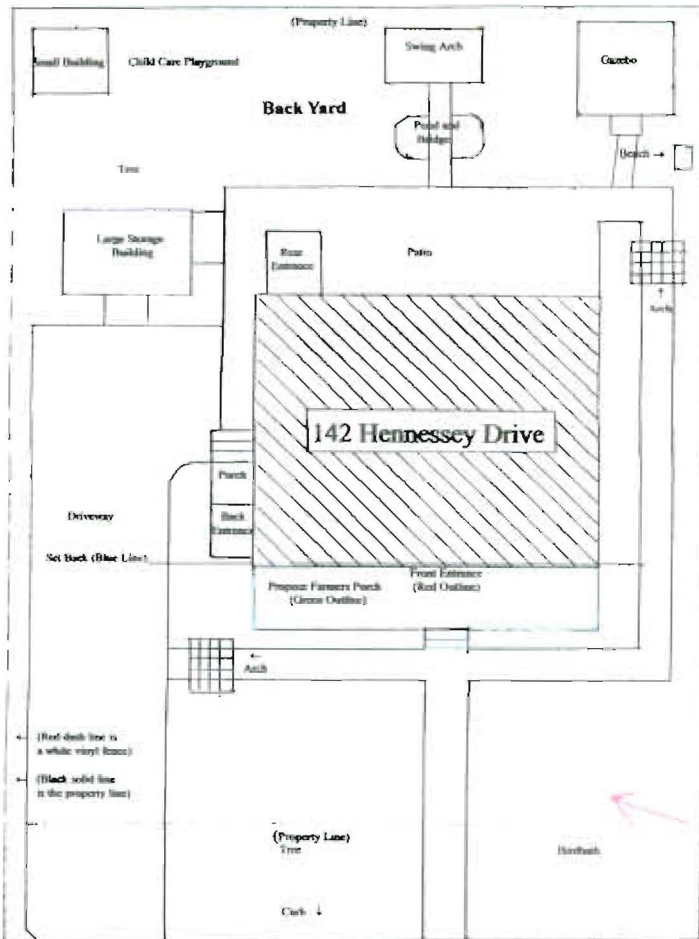 (Property Line)
Small Building
Child Care Playground
Swing Arch
Gazebo
Back Yard
Pond and
Bridge
Bench →
Tree
Large Storage
Building
Rear
Entrance
Patio
↑
Arch
142 Hennessey Drive
Porch
Driveway
Back
Entrance
Set Back (Blue Line)
Propose Farmers Porch
(Green Outline)
Front Entrance
(Red Outline)
←
Arch
← (Red dash line is
a white vinyl fence)
← (Black solid line
is the property line)
(Property Line)
Tree
Birdbath
Curb ↓